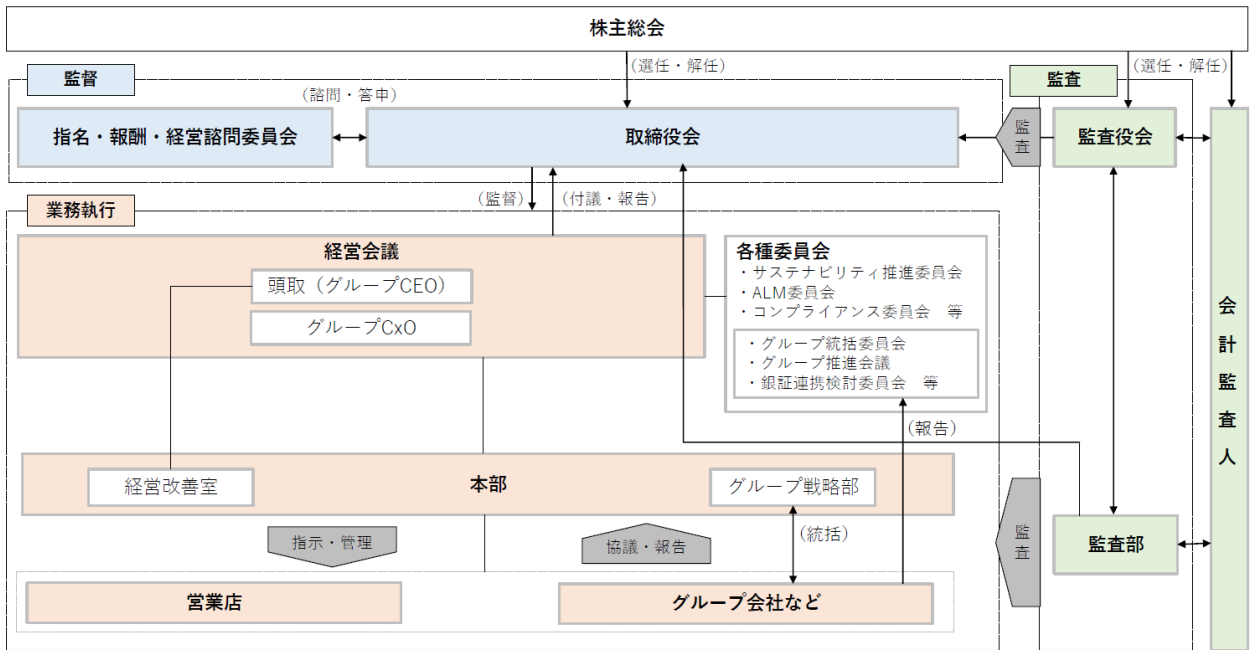 株主総会
(選任・解任)
(選任・解任)
監督
監査
(諮問・答申)
指名・報酬・経営諮問委員会
取締役会
監査
監査役会
(監督)
(付議・報告)
業務執行
経営会議
頭取（グループCEO）
グループCxO
各種委員会
・サステナビリティ推進委員会
・ALM委員会
・コンプライアンス委員会　等
・グループ統括委員会
・グループ推進会議
・銀証連携検討委員会　等
会計監査人
(報告)
本部
経営改善室
グループ戦略部
指示・管理
協議・報告
(統括)
監査
監査部
営業店
グループ会社など